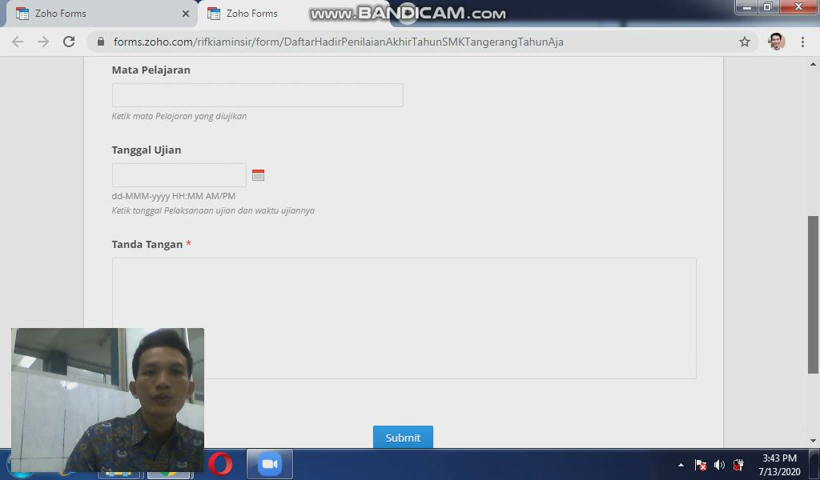 Zoho Forms
Zoho Forms
www.BANDICAM.com
forms.zoho.com/rifkiaminsir/form/DaftarHadirPenilaianAkhirTahunSMKTangerangTahunAja
Mata Pelajaran
Ketik mata Pelajaran yang diujikan
Tanggal Ujian
dd-MMM-yyyy HH:MM AM/PM
Ketik tanggal Pelaksanaan ujian dan waktu ujiannya
Tanda Tangan *
Submit
3:43 PM
7/13/2020